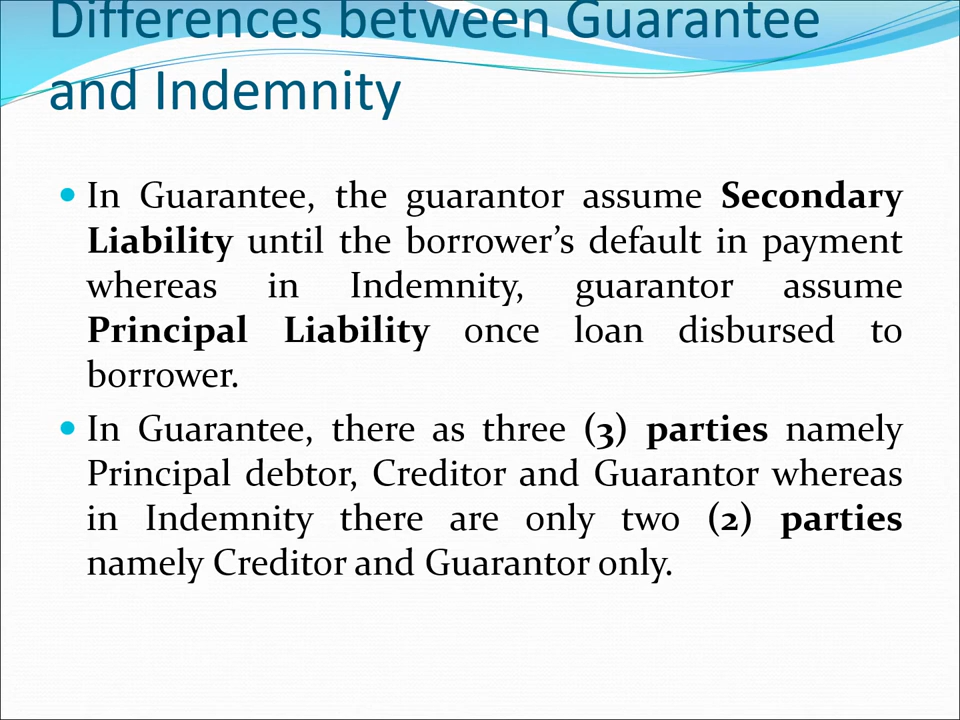 Differences between Guarantee
and Indemnity
• In Guarantee, the guarantor assume Secondary
Liability until the borrower’s default in payment
whereas in Indemnity, guarantor assume
Principal Liability once loan disbursed to
borrower.
• In Guarantee, there as three (3) parties namely
Principal debtor, Creditor and Guarantor whereas
in Indemnity there are only two (2) parties
namely Creditor and Guarantor only.